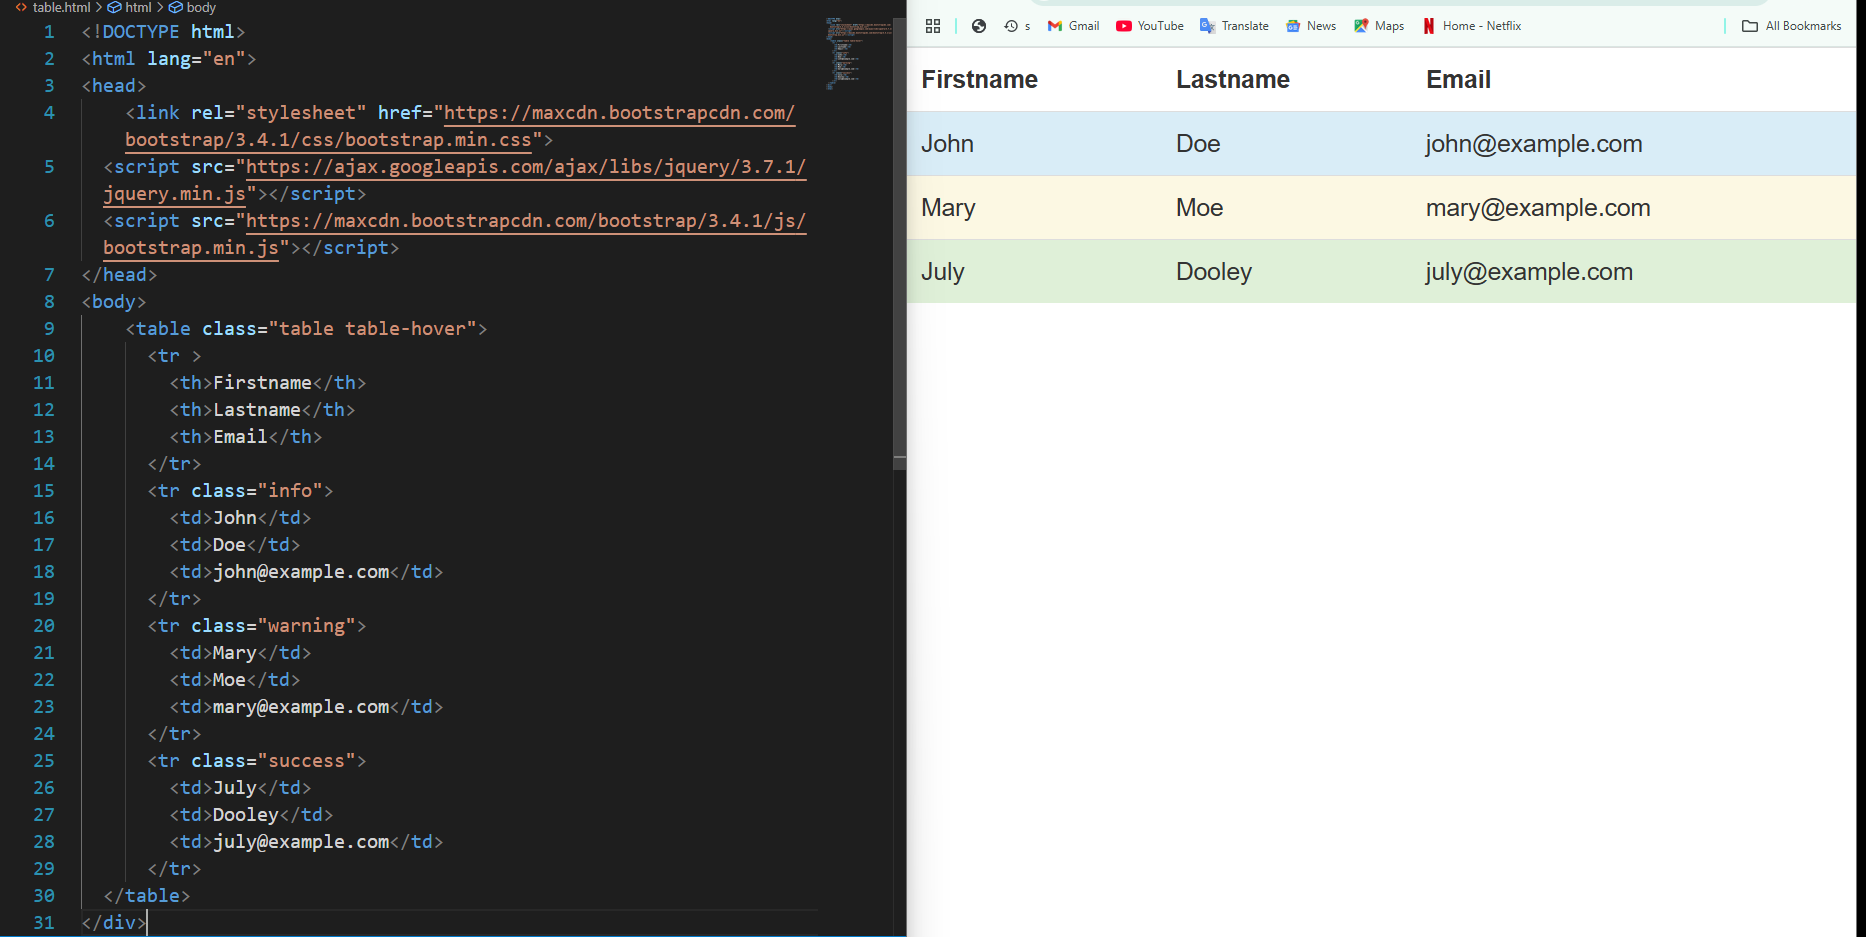 table.html > html > body
1 <!DOCTYPE html>
2 <html lang="en">
3 <head>
4 <link rel="stylesheet" href="https://maxcdn.bootstrapcdn.com/
bootstrap/3.4.1/css/bootstrap.min.css">
5 <script src="https://ajax.googleapis.com/ajax/libs/jquery/3.7.1/
jquery.min.js"></script>
6 <script src="https://maxcdn.bootstrapcdn.com/bootstrap/3.4.1/js/
bootstrap.min.js"></script>
7 </head>
8 <body>
9 <table class="table table-hover">
10 <tr >
11 <th>Firstname</th>
12 <th>Lastname</th>
13 <th>Email</th>
14 </tr>
15 <tr class="info">
16 <td>John</td>
17 <td>Doe</td>
18 <td>john@example.com</td>
19 </tr>
20 <tr class="warning">
21 <td>Mary</td>
22 <td>Moe</td>
23 <td>mary@example.com</td>
24 </tr>
25 <tr class="success">
26 <td>July</td>
27 <td>Dooley</td>
28 <td>july@example.com</td>
29 </tr>
30 </table>
31 </div>
s Gmail YouTube Translate News Maps Home - Netflix All Bookmarks
Firstname Lastname Email
John Doe john@example.com
Mary Moe mary@example.com
July Dooley july@example.com